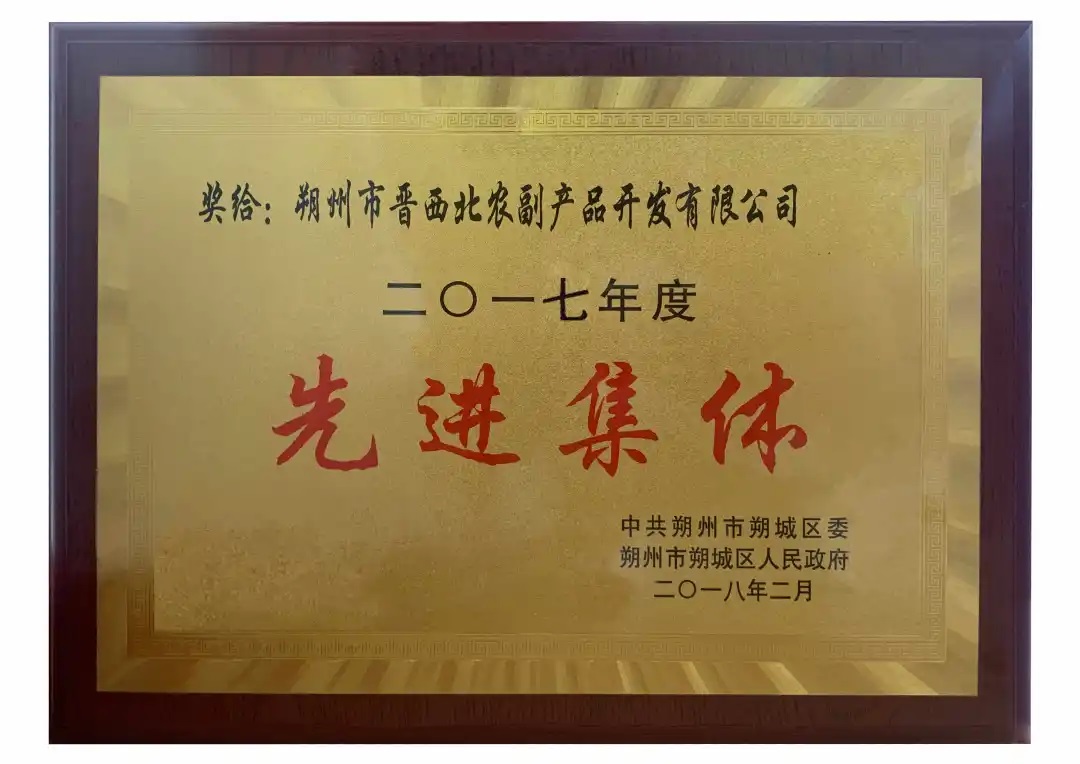 奖给：朔州市晋西北农副产品开发有限公司
二〇一七年度
先进集体
中共朔州市朔城区委
朔州市朔城区人民政府
二〇一八年二月